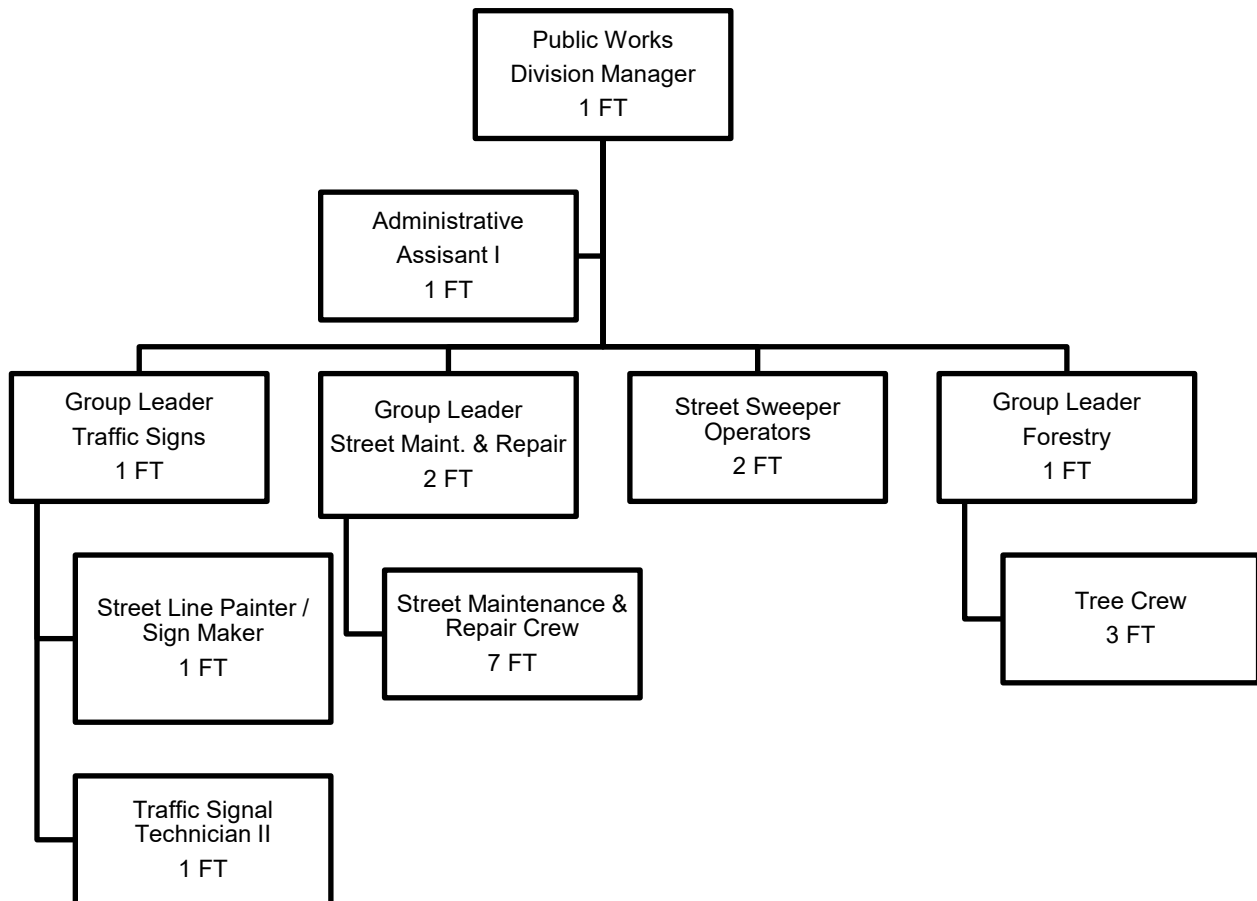 Public Works
Division Manager
1 FT
Administrative
Assisant I
1 FT
Group Leader
Traffic Signs
1 FT
Group Leader
Street Maint. & Repair
2 FT
Street Sweeper
Operators
2 FT
Group Leader
Forestry
1 FT
Street Line Painter /
Sign Maker
1 FT
Street Maintenance &
Repair Crew
7 FT
Tree Crew
3 FT
Traffic Signal
Technician II
1 FT